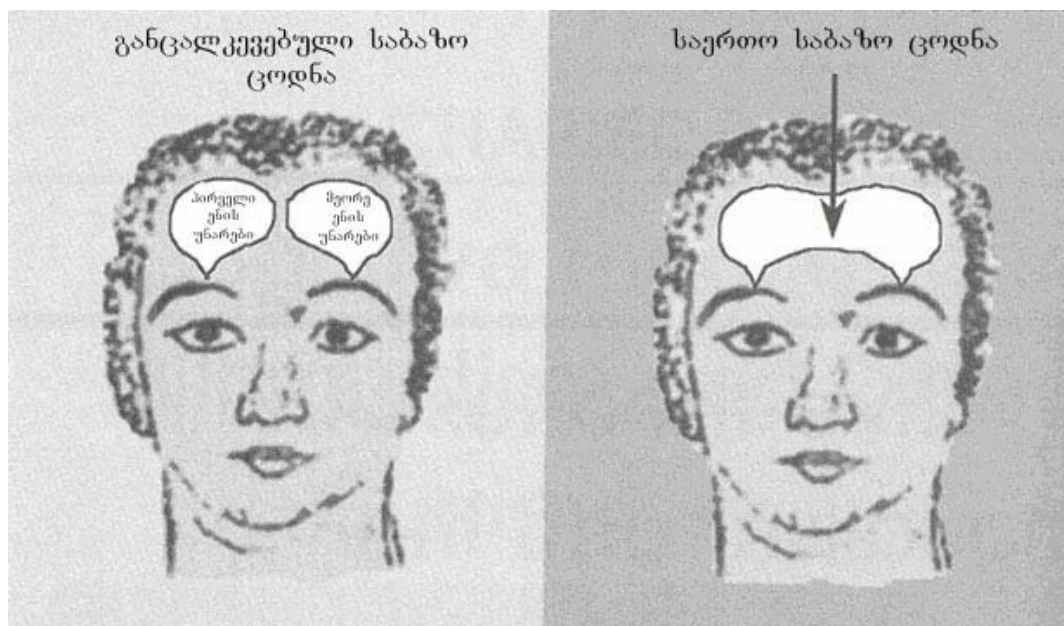 განცალკევებული საბაზო
ცოდნა
პირველი
ენის
უნარები
მეორე
ენის
უნარები
საერთო საბაზო ცოდნა